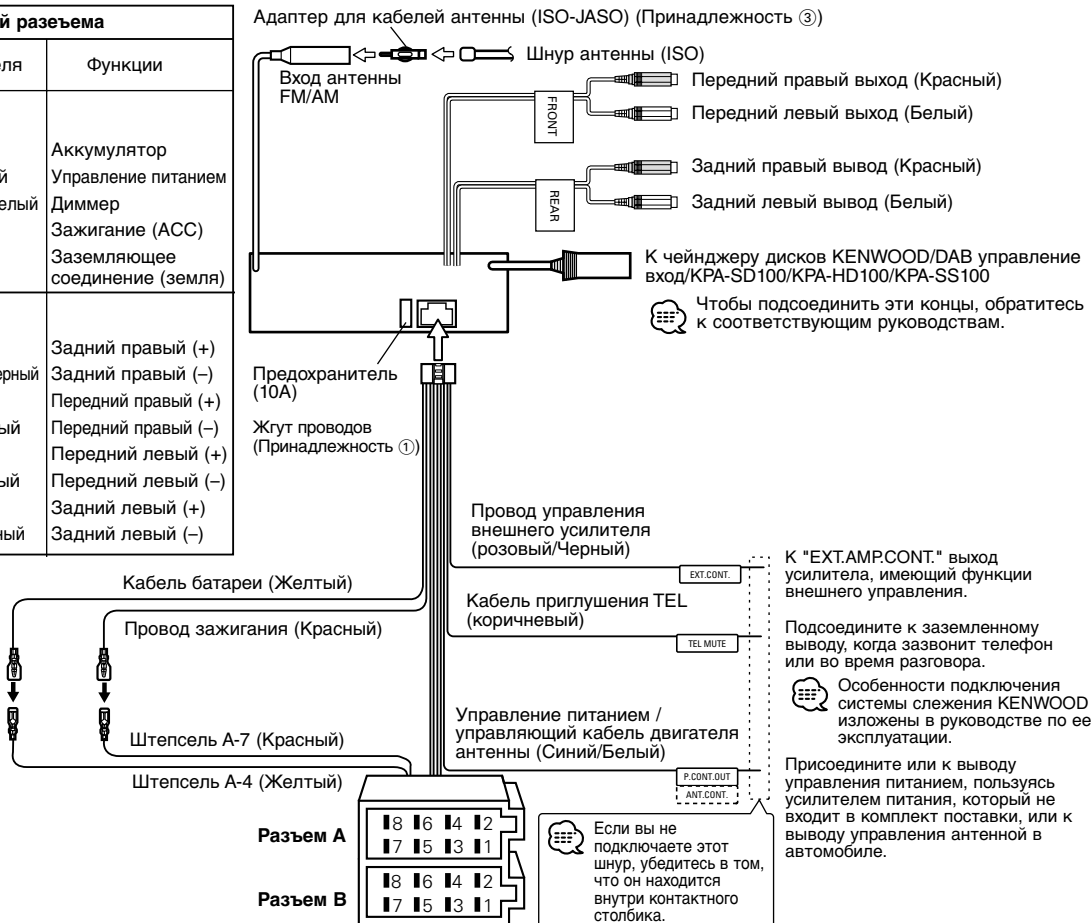 й разеъема
еля Функции
Аккумулятор
й Управление питанием
елый Диммер
Зажигание (ACC)
Заземляющее
соединение (земля)
Задний правый (+)
ерный Задний правый (–)
Передний правый (+)
ый Передний правый (–)
Передний левый (+)
ый Передний левый (–)
Задний левый (+)
ный Задний левый (–)
Адаптер для кабелей антенны (ISO-JASO) (Принадлежность ③)
Шнур антенны (ISO)
Вход антенны
FM/AM
FRONT
Передний правый выход (Красный)
Передний левый выход (Белый)
REAR
Задний правый вывод (Красный)
Задний левый вывод (Белый)
К чейнджеру дисков KENWOOD/DAB управление
вход/KPA-SD100/KPA-HD100/KPA-SS100
Чтобы подсоединить эти концы, обратитесь
к соответствующим руководствам.
Предохранитель
(10A)
Жгут проводов
(Принадлежность ①)
Провод управления
внешнего усилителя
(розовый/Черный)
EXT.CONT.
К "EXT.AMP.CONT." выход
усилитела, имеющий функции
внешнего управления.
Кабель батареи (Желтый)
Провод зажигания (Красный)
Кабель приглушения TEL
(коричневый)
TEL MUTE
Подсоедините к заземленному
выводу, когда зазвонит телефон
или во время разговора.
Особенности подключения
системы слежения KENWOOD
изложены в руководстве по ее
эксплуатации.
Штепсель A-7 (Красный)
Штепсель A-4 (Желтый)
Управление питанием /
управляющий кабель двигателя
антенны (Синий/Белый)
P.CONT.OUT
ANT.CONT.
Присоедините или к выводу
управления питанием, пользуясь
усилителем питания, который не
входит в комплект поставки, или к
выводу управления антенной в
автомобиле.
Если вы не
подключаете этот
шнур, убедитесь в том,
что он находится
внутри контактного
столбика.
Разъем A
8 6 4 2
7 5 3 1
Разъем B
8 6 4 2
7 5 3 1